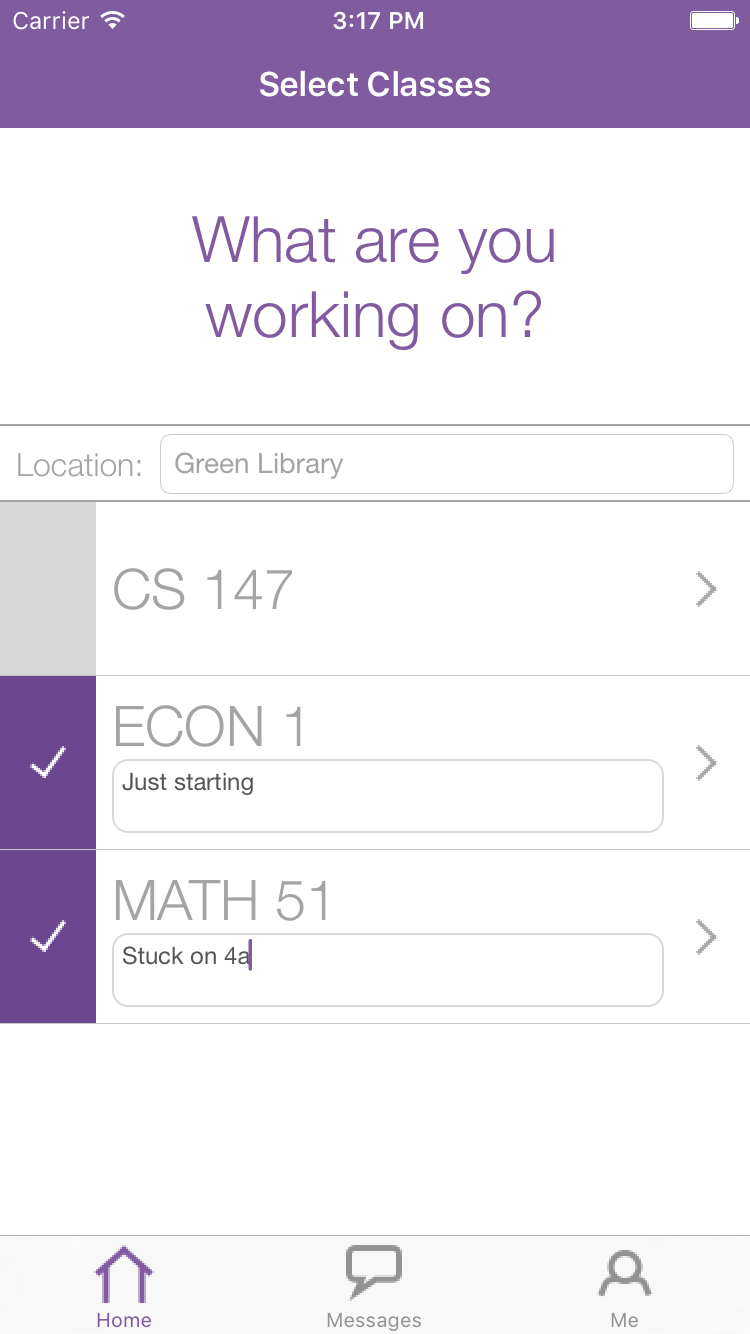 Carrier 3:17 PM
Select Classes
What are you
working on?
Location: Green Library
CS 147
ECON 1
Just starting
MATH 51
Stuck on 4a
Home Messages Me